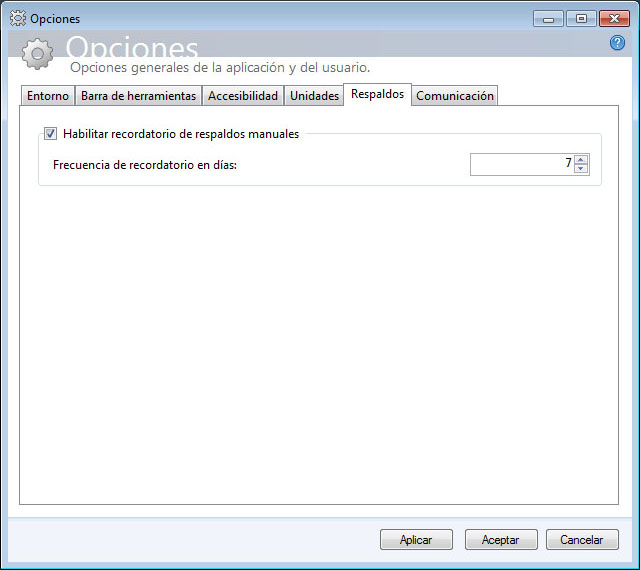 Opciones
Opciones
Opciones generales de la aplicación y del usuario.
Entorno Barra de herramientas Accesibilidad Unidades Respaldos Comunicación
Habilitar recordatorio de respaldos manuales
Frecuencia de recordatorio en días: 7
Aplicar Aceptar Cancelar